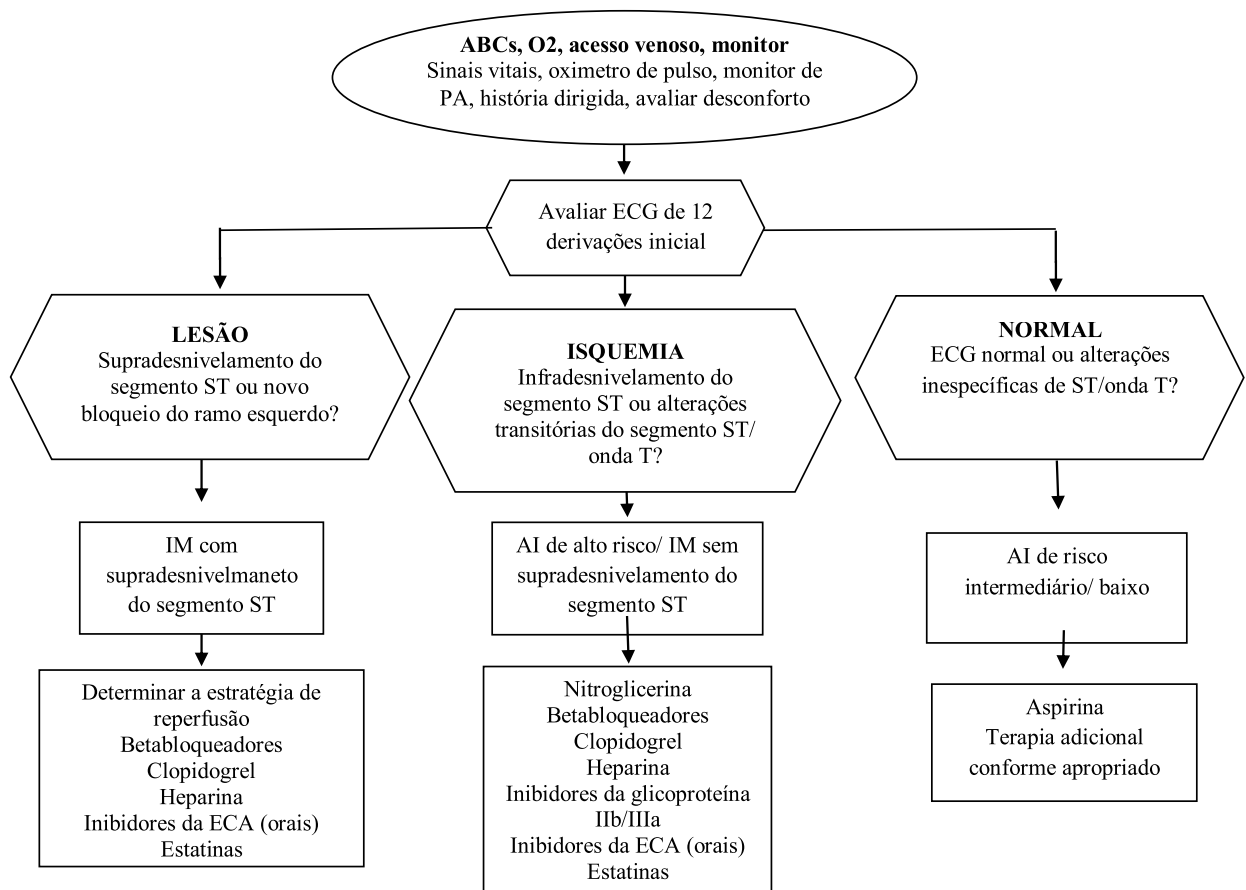 ABCs, O2, acesso venoso, monitor
Sinais vitais, oximetro de pulso, monitor de
PA, história dirigida, avaliar desconforto
Avaliar ECG de 12
derivações inicial
LESÃO
Supradesnivelamento do
segmento ST ou novo
bloqueio do ramo esquerdo?
ISQUEMIA
Infradesnivelamento do
segmento ST ou alterações
transitórias do segmento ST/
onda T?
NORMAL
ECG normal ou alterações
inespecíficas de ST/onda T?
IM com
supradesnivelmaneto
do segmento ST
AI de alto risco/ IM sem
supradesnivelamento do
segmento ST
AI de risco
intermediário/ baixo
Determinar a estratégia de
reperfusão
Betabloqueadores
Clopidogrel
Heparina
Inibidores da ECA (orais)
Estatinas
Nitroglicerina
Betabloqueadores
Clopidogrel
Heparina
Inibidores da glicoproteína
IIb/IIIa
Inibidores da ECA (orais)
Estatinas
Aspirina
Terapia adicional
conforme apropriado